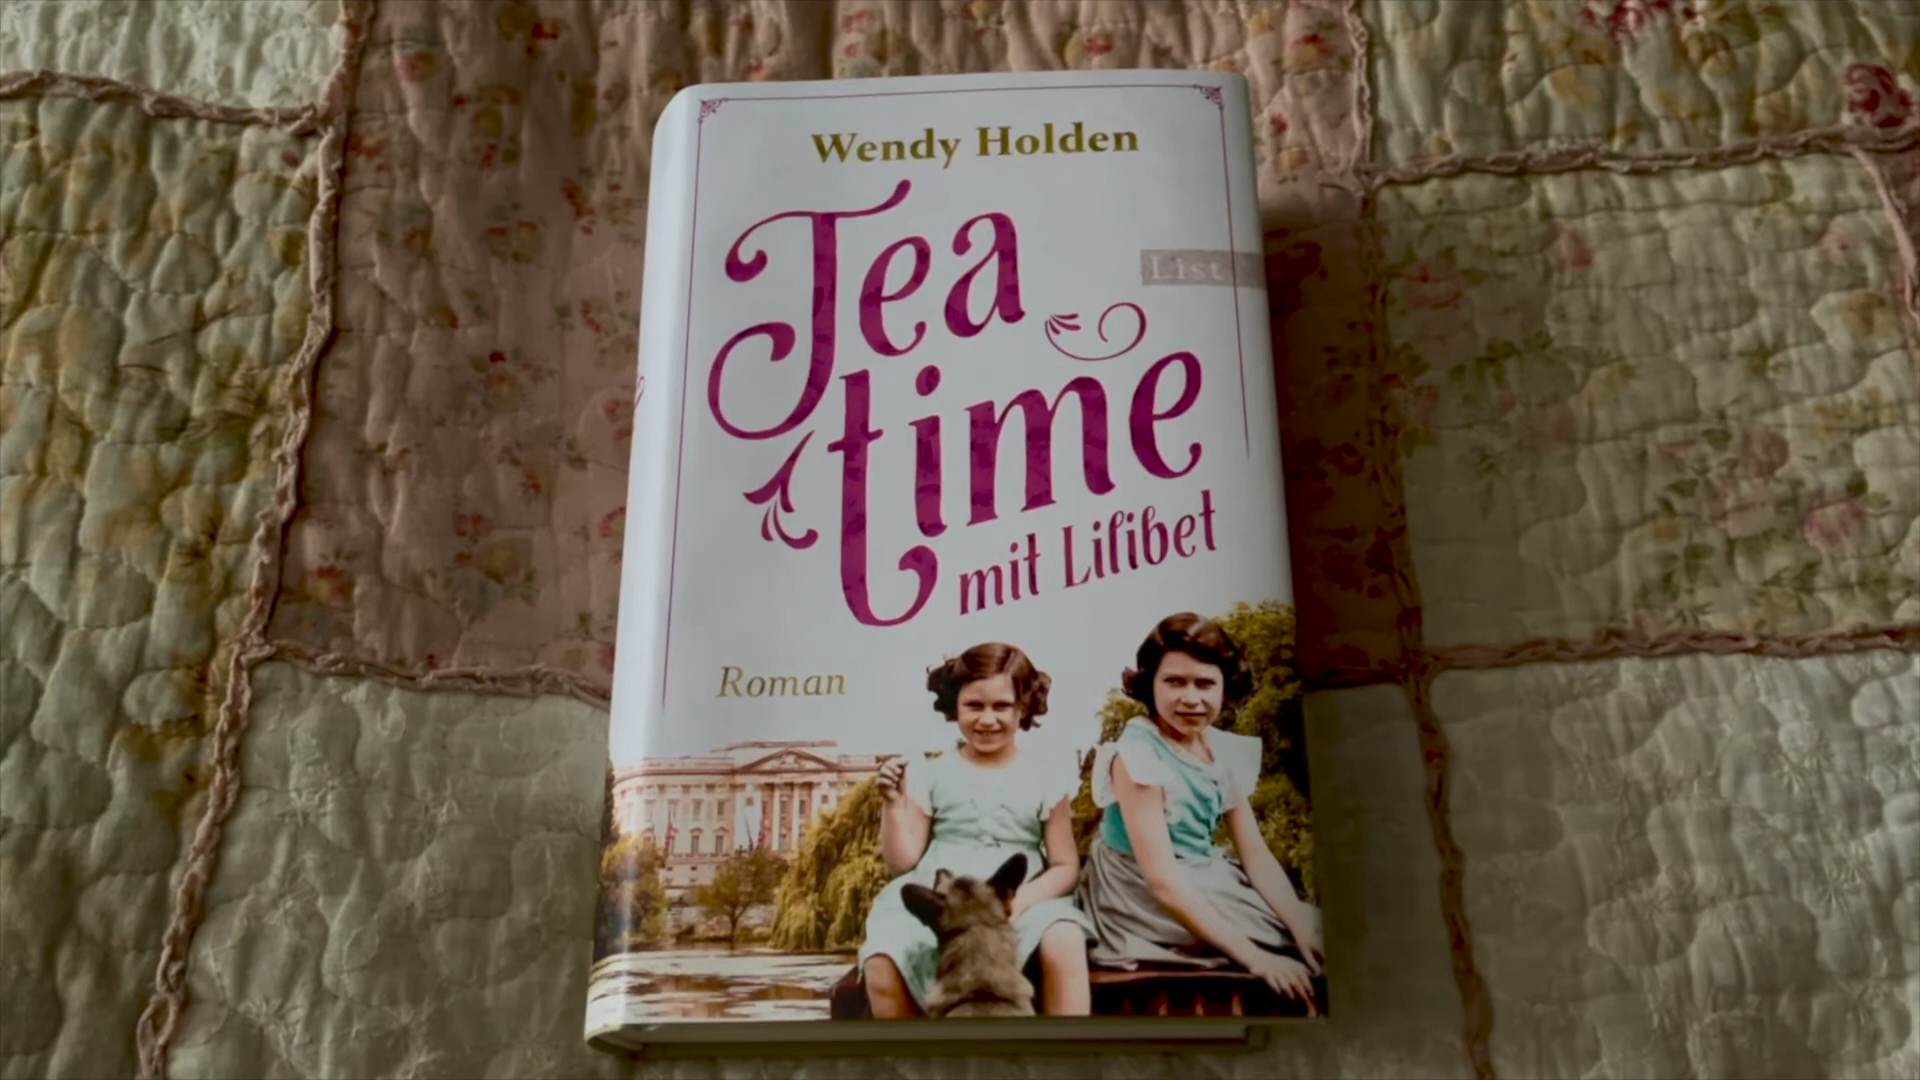 Wendy Holden
Tea
List
time
mit Lilibet
Roman